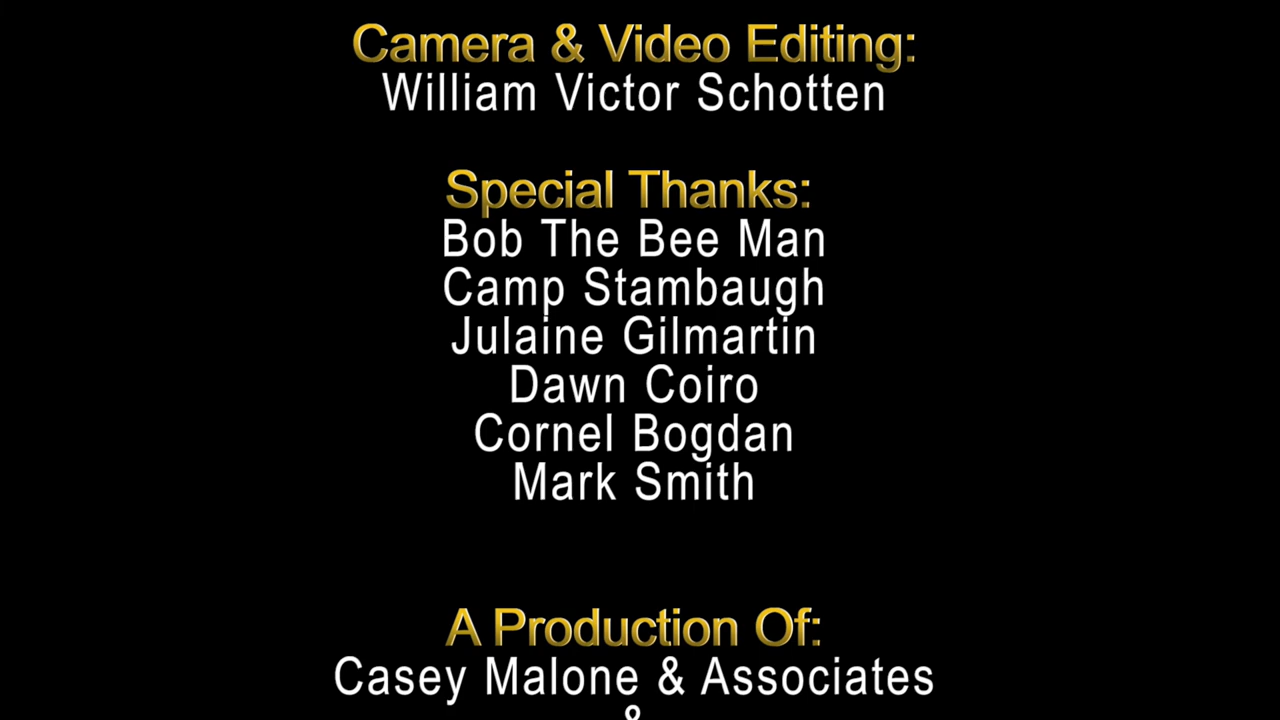 Camera & Video Editing:
William Victor Schotten
Special Thanks:
Bob The Bee Man
Camp Stambaugh
Julaine Gilmartin
Dawn Coiro
Cornel Bogdan
Mark Smith
A Production Of:
Casey Malone & Associates
&